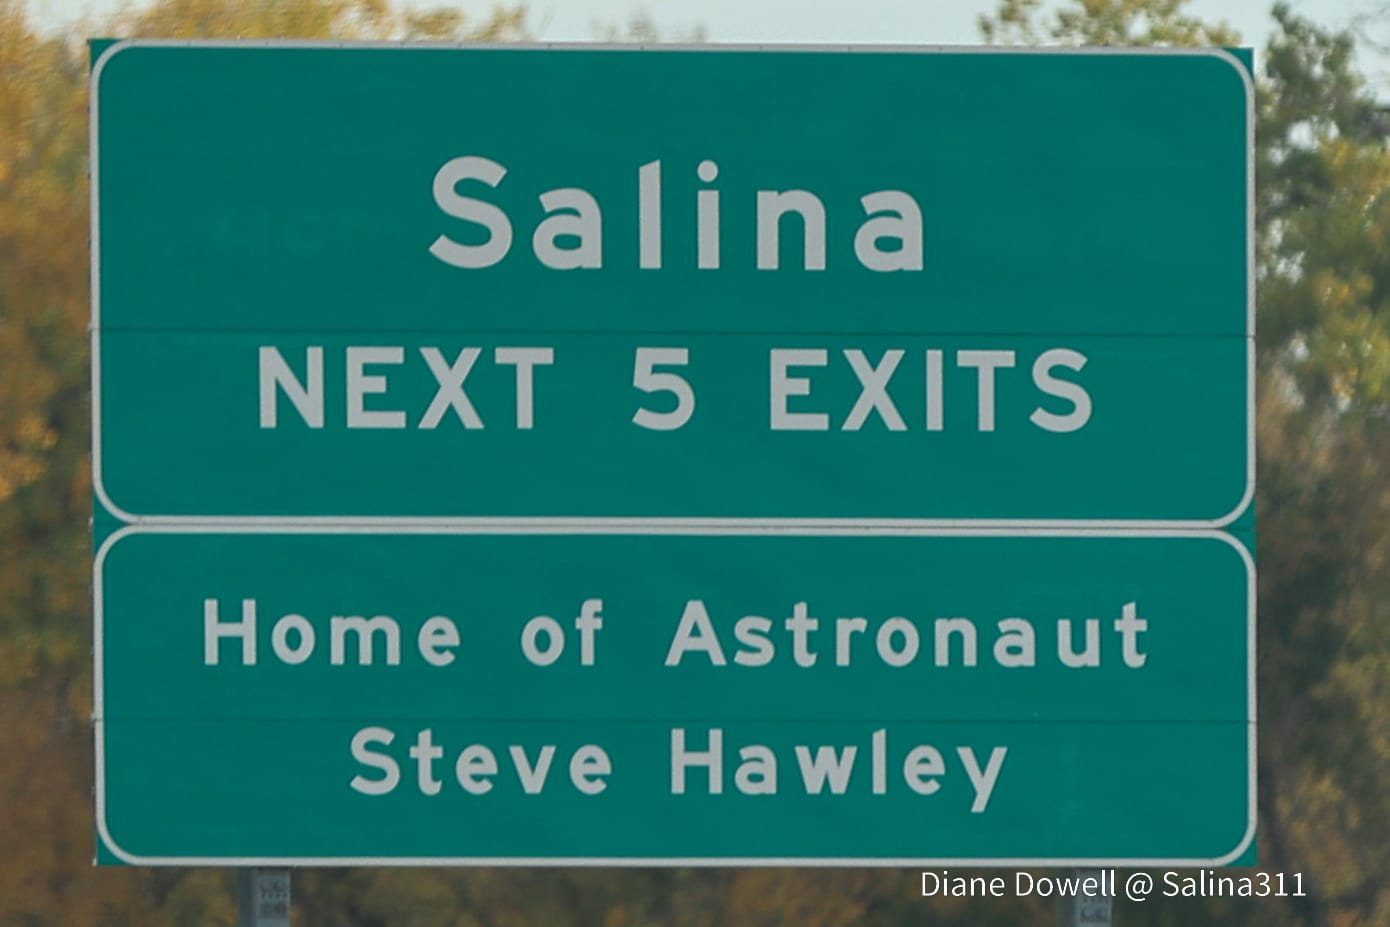 Salina
NEXT 5 EXITS
Home of Astronaut
Steve Hawley
Diane Dowell @ Salina311